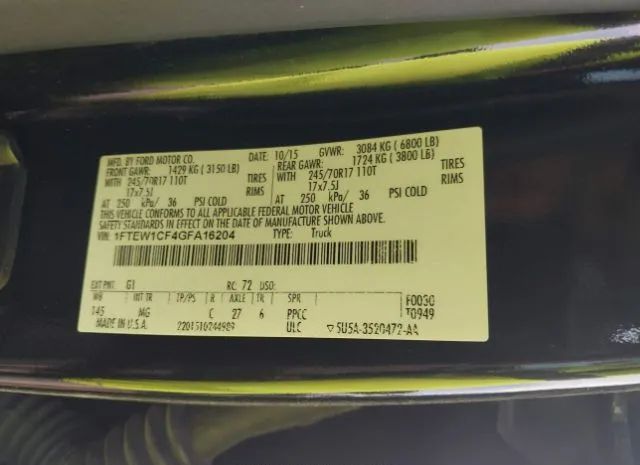 MFD. BY FORD MOTOR CO. DATE: 10/15 GVWR: 3084 KG ( 6800 LB)
FRONT GAWR: 1429 KG ( 3150 LB) REAR GAWR: 1724 KG ( 3800 LB)
WITH 245/70R17 110T TIRES WITH 245/70R17 110T TIRES
17x7.5J RIMS 17x7.5J RIMS
AT 250 kPa/ 36 PSI COLD AT 250 kPa/ 36 PSI COLD
THIS VEHICLE CONFORMS TO ALL APPLICABLE FEDERAL MOTOR VEHICLE
SAFETY STANDARDS IN EFFECT ON THE DATE OF MANUFACTURE SHOWN ABOVE.
VIN: 1FTEW1CF4GFA16204 TYPE: Truck
EXT PNT: G1 RC: 72 DSO:
WB INT TR TP/PS R AXLE TR SPR F0030
145 MG C 27 6 PPCC T0949
MADE IN U.S.A. 2201510244989 ULC ▽5U5A-3520472-AA